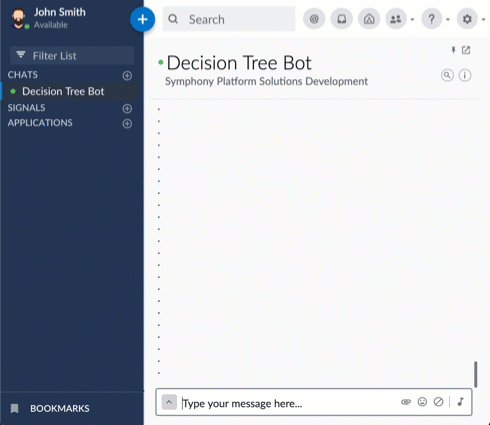 John Smith
Available
Filter List
CHATS
Decision Tree Bot
SIGNALS
APPLICATIONS
BOOKMARKS
Search
@
?
Decision Tree Bot
Symphony Platform Solutions Development
Type your message here...